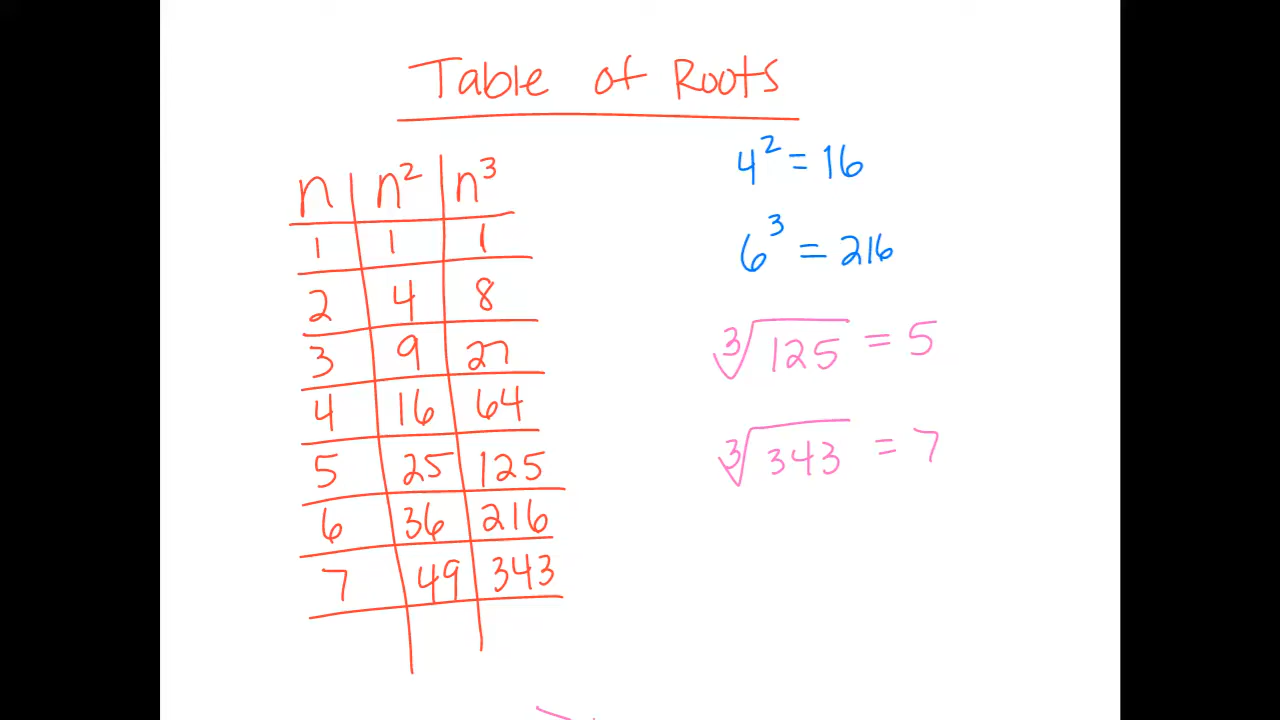 Table of Roots
n n² n³
1 1 1
2 4 8
3 9 27
4 16 64
5 25 125
6 36 216
7 49 343
4² = 16
6³ = 216
∛125 = 5
∛343 = 7